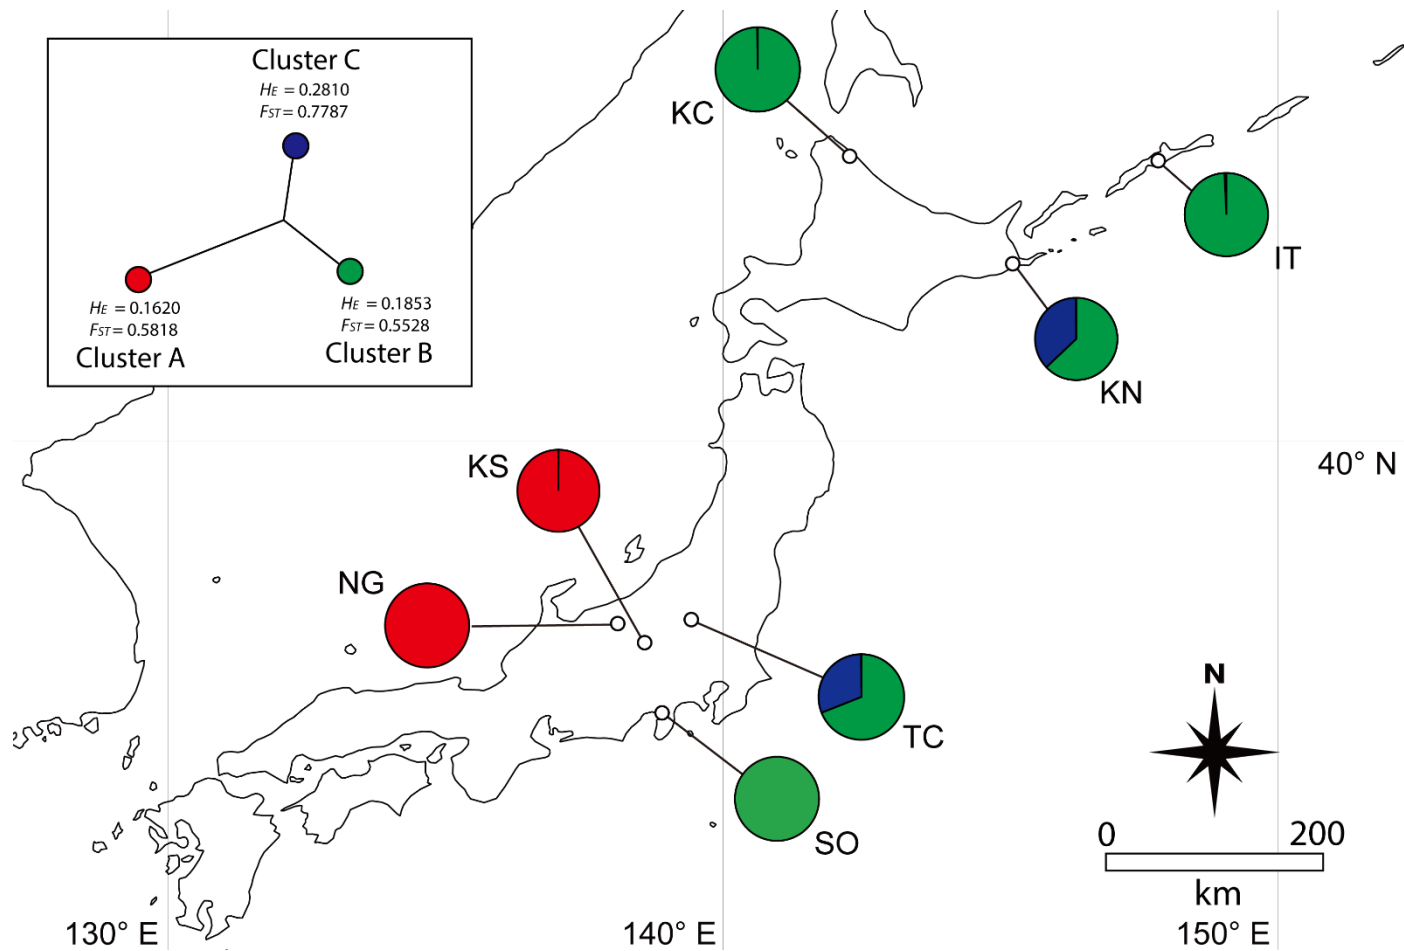 Cluster C
HE = 0.2810
FST = 0.7787
HE = 0.1620
FST = 0.5818
Cluster A
HE = 0.1853
FST = 0.5528
Cluster B
KC
IT
KN
40° N
KS
NG
TC
SO
N
0 200
km
130° E
140° E
150° E